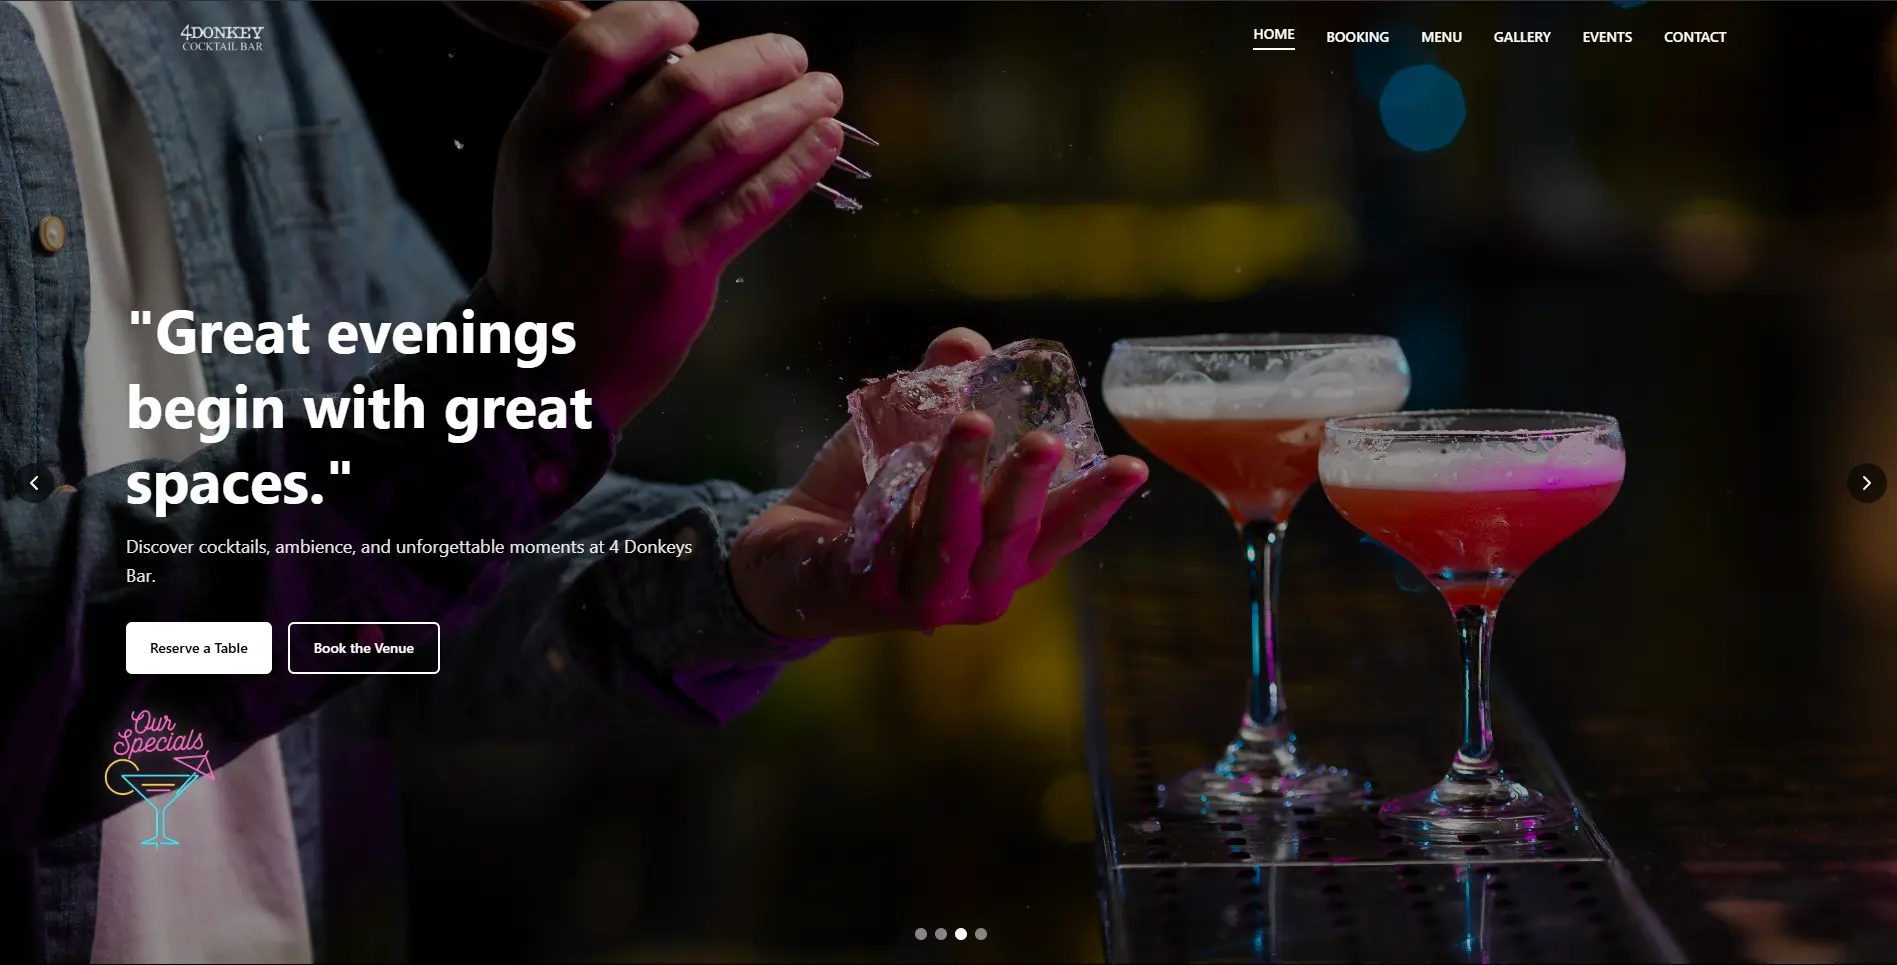 4DONKEY
COCKTAIL BAR
HOME BOOKING MENU GALLERY EVENTS CONTACT
"Great evenings
begin with great
spaces."
Discover cocktails, ambience, and unforgettable moments at 4 Donkeys
Bar.
Reserve a Table Book the Venue
Our
Specials